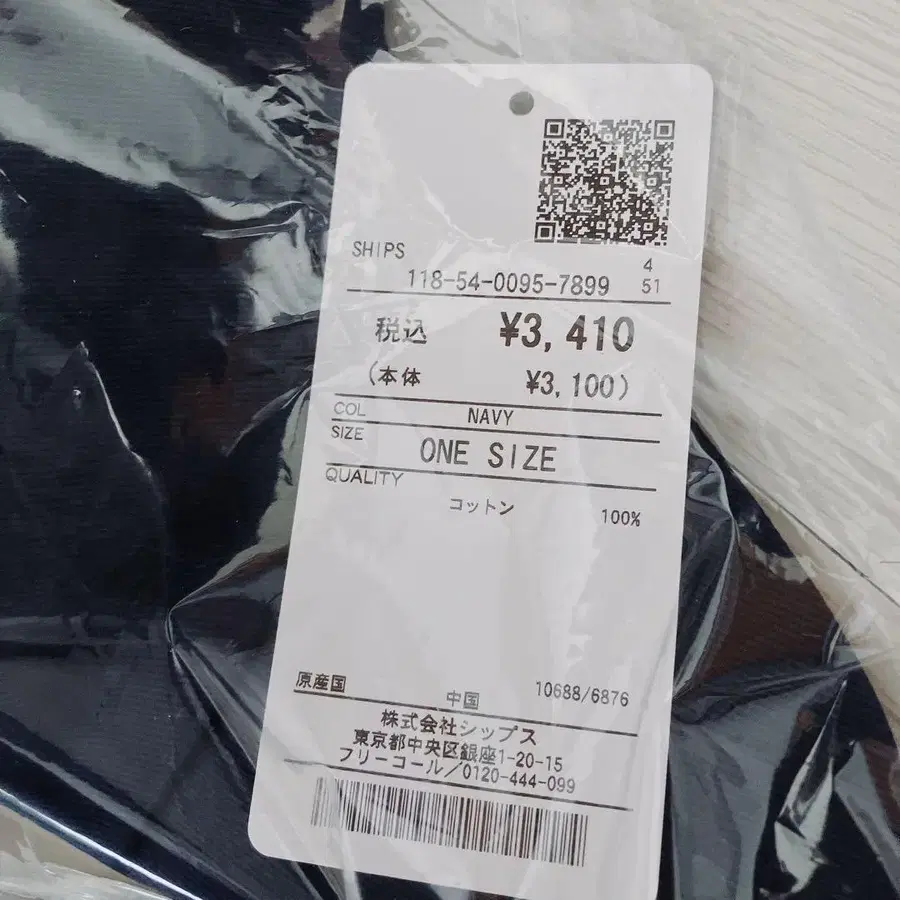 SHIPS
4
118-54-0095-7899 51
税込 ¥3,410
(本体 ¥3,100)
COL NAVY
SIZE ONE SIZE
QUALITY
コットン 100%
原産国 中国 10688/6876
株式会社シップス
東京都中央区銀座1-20-15
フリーコール/0120-444-099